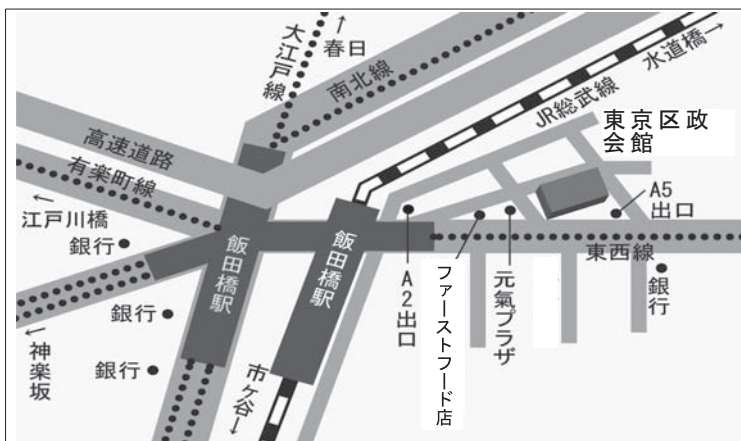 春日
大江戸線
南北線
水道橋
JR総武線
東京区政
会館
高速道路
有楽町線
江戸川橋
銀行
A5
出口
飯田橋駅
飯田橋駅
東西線
銀行
A2出口
ファーストフード店
元氣プラザ
銀行
銀行
神楽坂
市ケ谷